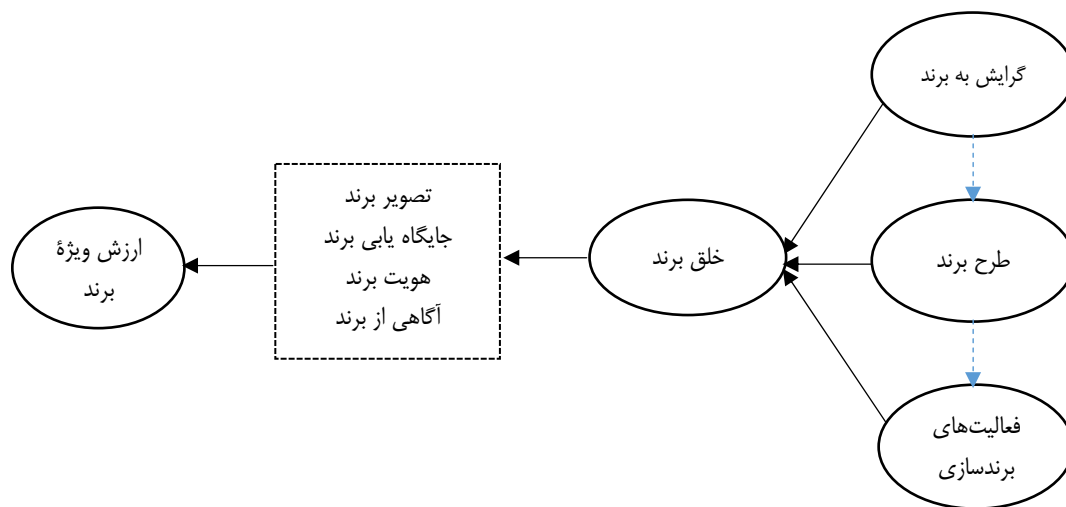 گرایش به برند
طرح برند
فعالیت‌های
برندسازی
خلق برند
تصویر برند
جایگاه یابی برند
هویت برند
آگاهی از برند
ارزش ویژۀ
برند